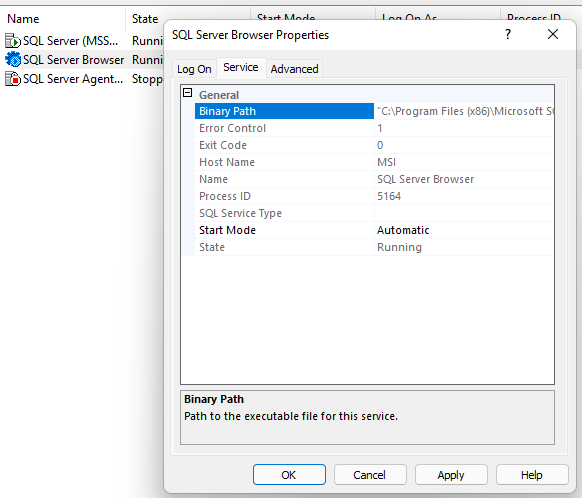 Name State Start Mode Log On As Process ID
SQL Server (MSS... Runni
SQL Server Browser Runni
SQL Server Agent... Stopp
SQL Server Browser Properties
Log On Service Advanced
General
Binary Path "C:\Program Files (x86)\Microsoft SQ
Error Control 1
Exit Code 0
Host Name MSI
Name SQL Server Browser
Process ID 5164
SQL Service Type
Start Mode Automatic
State Running
Binary Path
Path to the executable file for this service.
OK Cancel Apply Help